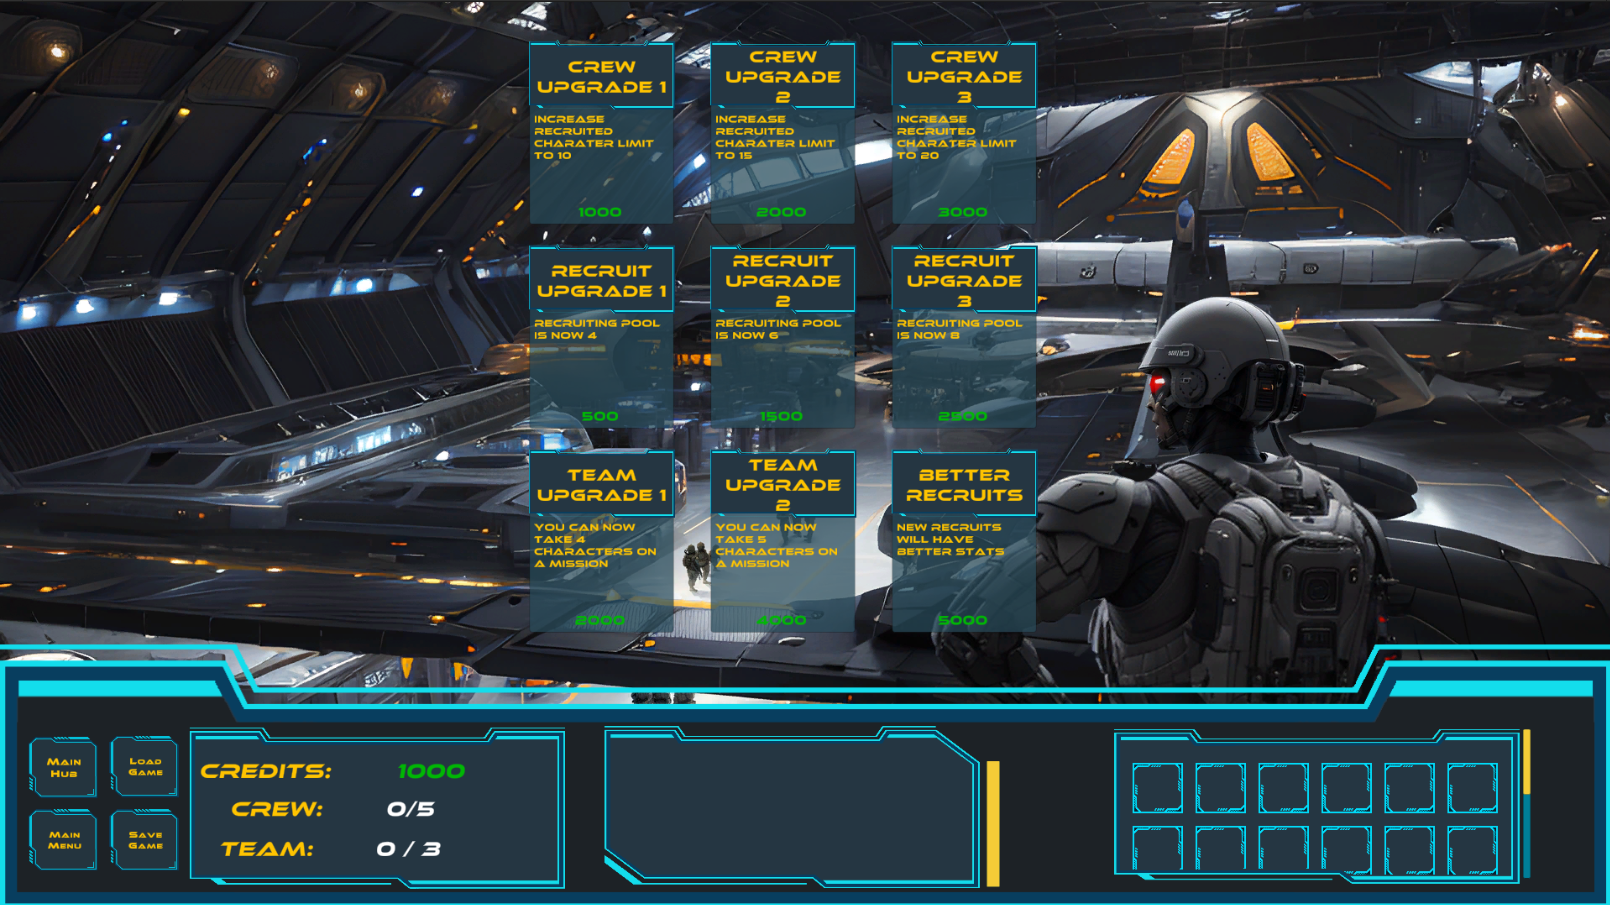 CREW
UPGRADE 1
INCREASE
RECRUITED
CHARATER LIMIT
TO 10
1000
CREW
UPGRADE
2
INCREASE
RECRUITED
CHARATER LIMIT
TO 15
2000
CREW
UPGRADE
3
INCREASE
RECRUITED
CHARATER LIMIT
TO 20
3000
RECRUIT
UPGRADE 1
RECRUITING POOL
IS NOW 4
500
RECRUIT
UPGRADE
2
RECRUITING POOL
IS NOW 6
1500
RECRUIT
UPGRADE
3
RECRUITING POOL
IS NOW 8
2500
TEAM
UPGRADE 1
YOU CAN NOW
TAKE 4
CHARACTERS ON
A MISSION
2000
TEAM
UPGRADE
2
YOU CAN NOW
TAKE 5
CHARACTERS ON
A MISSION
4000
BETTER
RECRUITS
NEW RECRUITS
WILL HAVE
BETTER STATS
5000
MAIN
HUB
LOAD
GAME
MAIN
MENU
SAVE
GAME
CREDITS: 1000
CREW: 0/5
TEAM: 0 / 3